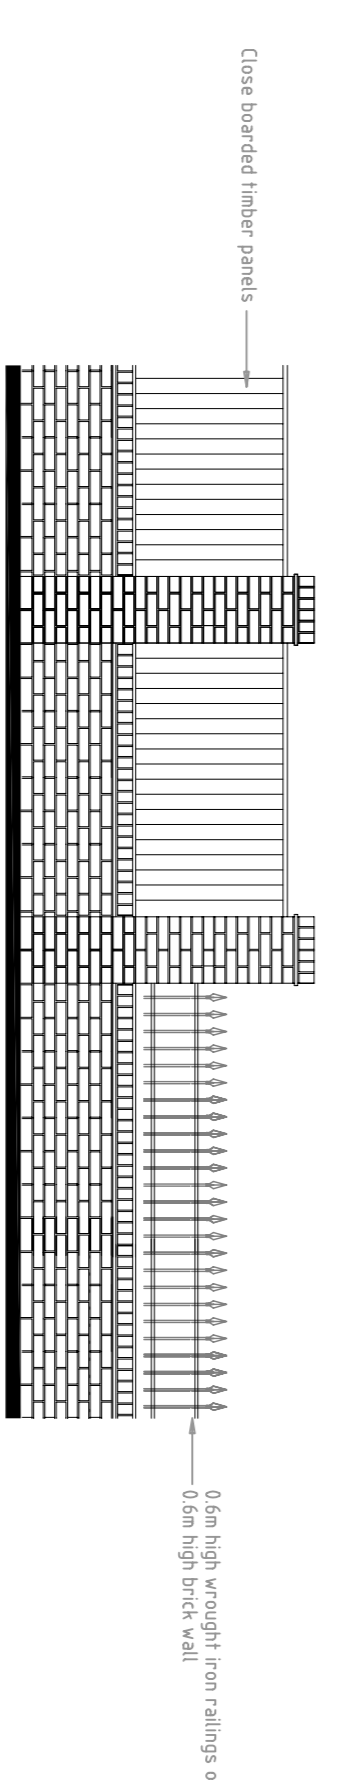 Close boarded timber panels
0.6m high wrought iron railings o
0.6m high brick wall